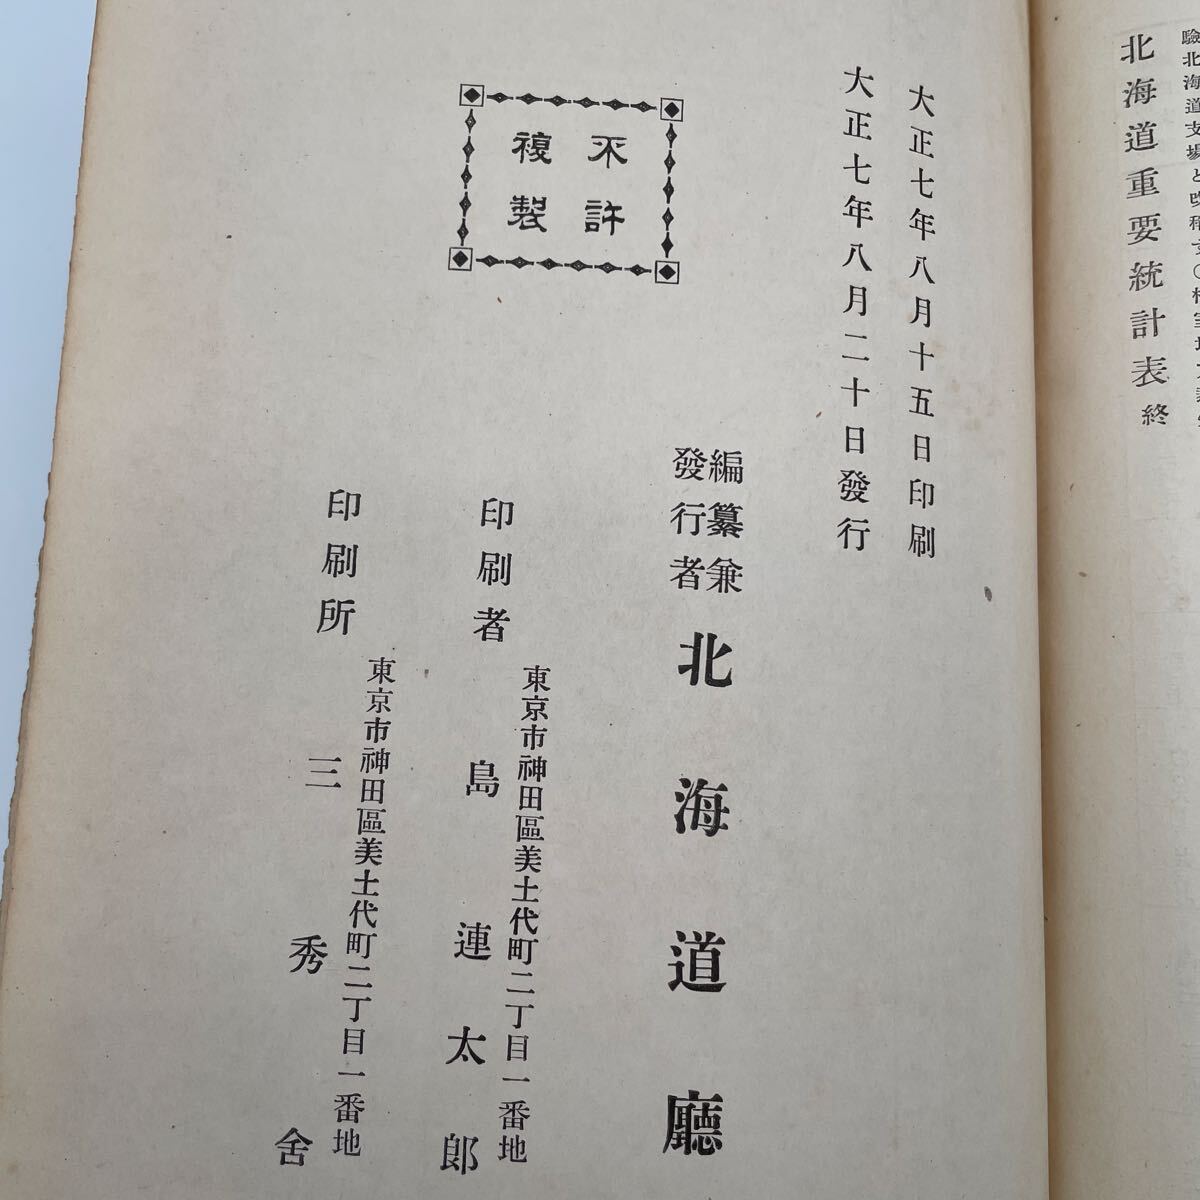 北海道重要統計表 終
大正七年八月十五日印刷
大正七年八月二十日發行
不許
複製
編纂兼
發行者
北海道廳
東京市神田區美土代町二丁目一番地
印刷者
島連太郎
東京市神田區美土代町二丁目一番地
印刷所
三秀舍